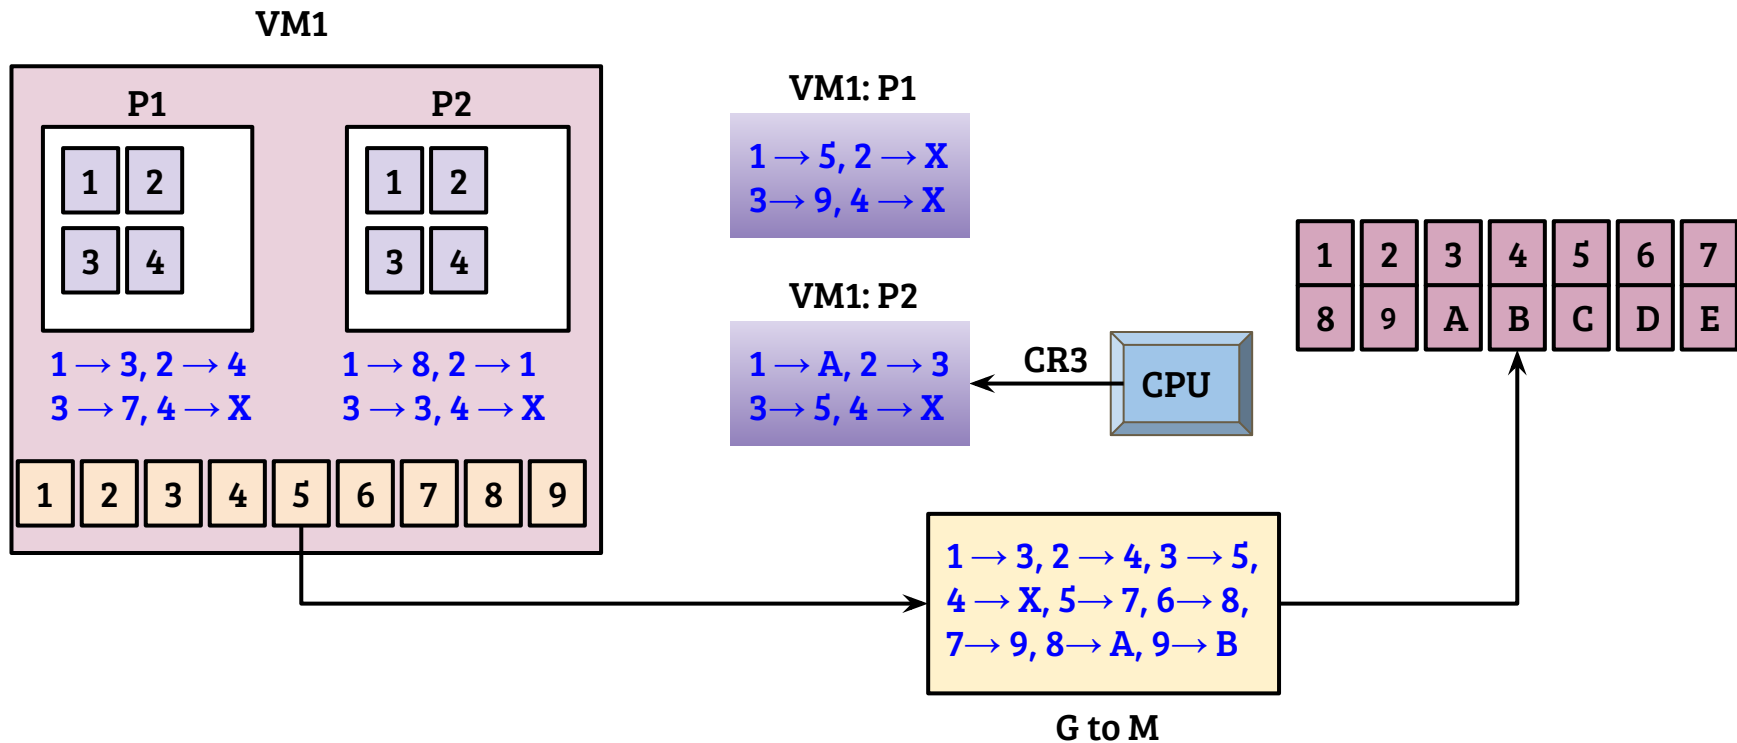 VM1
P1
P2
1 2
3 4
1 2
3 4
1 → 3, 2 → 4
3 → 7, 4 → X
1 → 8, 2 → 1
3 → 3, 4 → X
1 2 3 4 5 6 7 8 9
VM1: P1
1 → 5, 2 → X
3→ 9, 4 → X
VM1: P2
1 → A, 2 → 3
3→ 5, 4 → X
CR3
CPU
1 2 3 4 5 6 7
8 9 A B C D E
1 → 3, 2 → 4, 3 → 5,
4 → X, 5→ 7, 6→ 8,
7→ 9, 8→ A, 9→ B
G to M